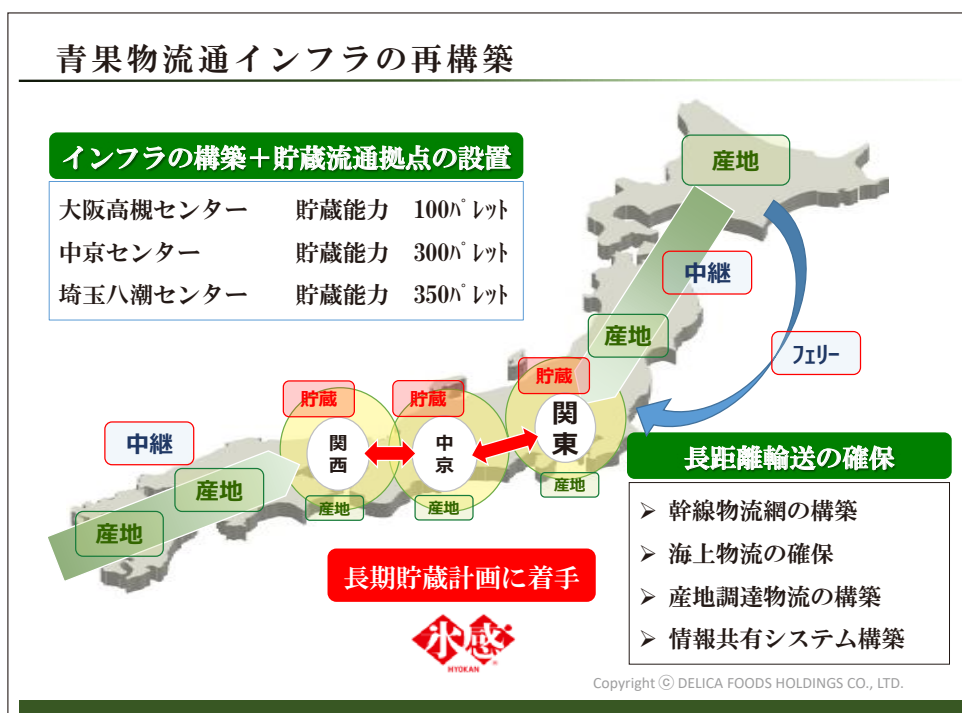 青果物流通インフラの再構築
インフラの構築＋貯蔵流通拠点の設置
大阪高槻センター 貯蔵能力 100ﾊﾟﾚｯﾄ
中京センター 貯蔵能力 300ﾊﾟﾚｯﾄ
埼玉八潮センター 貯蔵能力 350ﾊﾟﾚｯﾄ
産地
中継
産地
ﾌｪﾘｰ
貯蔵
関東
産地
貯蔵
中京
産地
貯蔵
関西
産地
中継
産地
産地
長距離輸送の確保
➢ 幹線物流網の構築
➢ 海上物流の確保
➢ 産地調達物流の構築
➢ 情報共有システム構築
長期貯蔵計画に着手
氷感®
HYOKAN
Copyright ⓒ DELICA FOODS HOLDINGS CO., LTD.